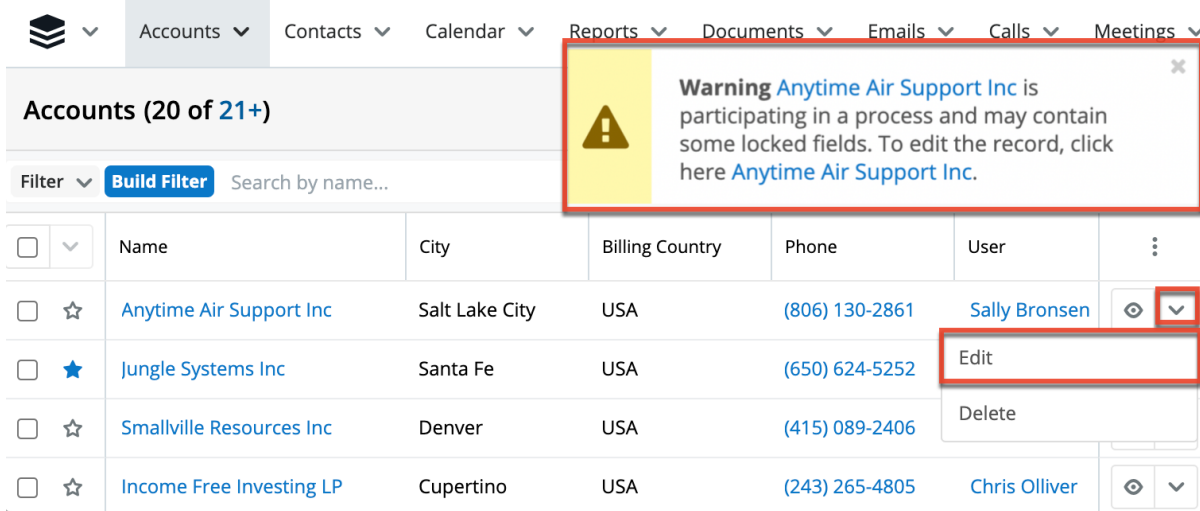 Accounts Contacts Calendar Reports Documents Emails Calls Meetings
Accounts (20 of 21+)
Warning Anytime Air Support Inc is
participating in a process and may contain
some locked fields. To edit the record, click
here Anytime Air Support Inc.
Filter Build Filter Search by name...
Name City Billing Country Phone User
Anytime Air Support Inc Salt Lake City USA (806) 130-2861 Sally Bronsen
Edit
Jungle Systems Inc Santa Fe USA (650) 624-5252
Delete
Smallville Resources Inc Denver USA (415) 089-2406
Income Free Investing LP Cupertino USA (243) 265-4805 Chris Olliver